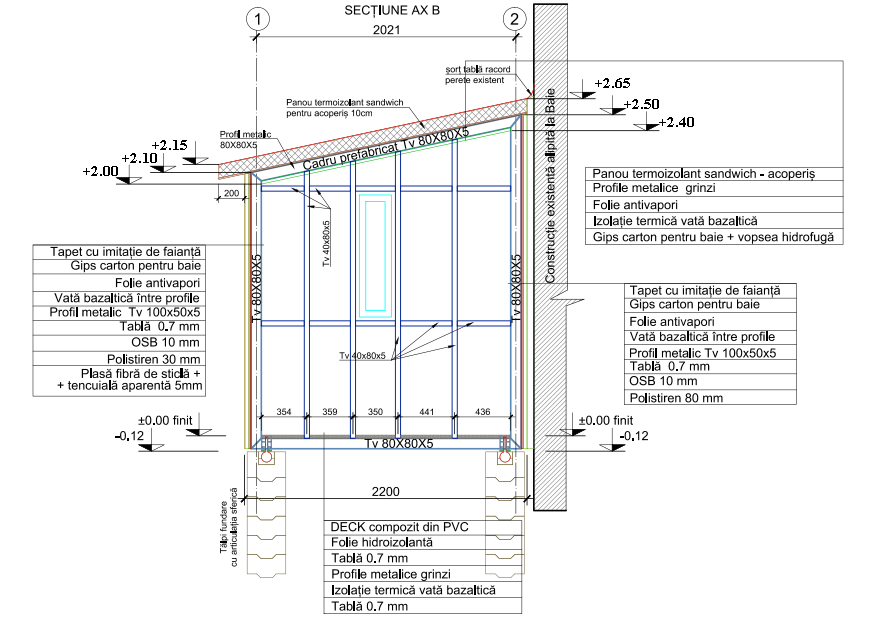 SECȚIUNE AX B
1
2
2021
șorț tablă racord
perete existent
Panou termoizolant sandwich
pentru acoperiș 10cm
Profil metalic
80X80X5
Cadru prefabricat Tv 80X80X5
+2.65
+2.50
+2.40
+2.15
+2.10
+2.00
200
Construcție existentă alipită la Baie
Panou termoizolant sandwich - acoperiș
Profile metalice grinzi
Folie antivapori
Izolație termică vată bazaltică
Gips carton pentru baie + vopsea hidrofugă
Tv 40x80x5
Tapet cu imitație de faianță
Gips carton pentru baie
Folie antivapori
Vată bazaltică între profile
Profil metalic Tv 100x50x5
Tablă 0.7 mm
OSB 10 mm
Polistiren 30 mm
Plasă fibră de sticlă +
+ tencuială aparentă 5mm
Tv 80X80X5
Tv 80X80X5
Tapet cu imitație de faianță
Gips carton pentru baie
Folie antivapori
Vată bazaltică între profile
Profil metalic Tv 100x50x5
Tablă 0.7 mm
OSB 10 mm
Polistiren 80 mm
Tv 40x80x5
354 359 350 441 436
±0.00 finit
-0.12
±0.00 finit
-0.12
Tv 80X80X5
2200
Tălpi fundare
cu articulația sferică
DECK compozit din PVC
Folie hidroizolantă
Tablă 0.7 mm
Profile metalice grinzi
Izolație termică vată bazaltică
Tablă 0.7 mm